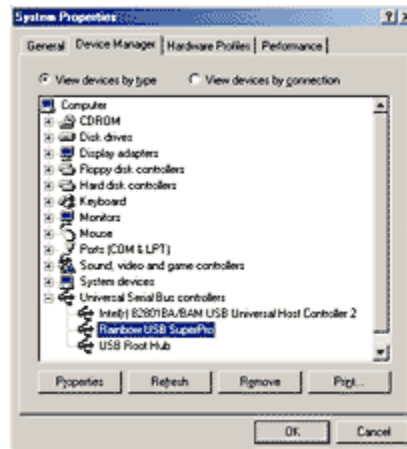 System Properties
General Device Manager Hardware Profiles Performance
View devices by type View devices by connection
Computer
CDROM
Disk drives
Display adapters
Floppy disk controllers
Hard disk controllers
Keyboard
Monitors
Mouse
Ports (COM & LPT)
Sound, video and game controllers
System devices
Universal Serial Bus controllers
Intel(r) 82801BA/BAM USB Universal Host Controller 2
Rainbow USB SuperPro
USB Root Hub
Properties Refresh Remove Print...
OK Cancel